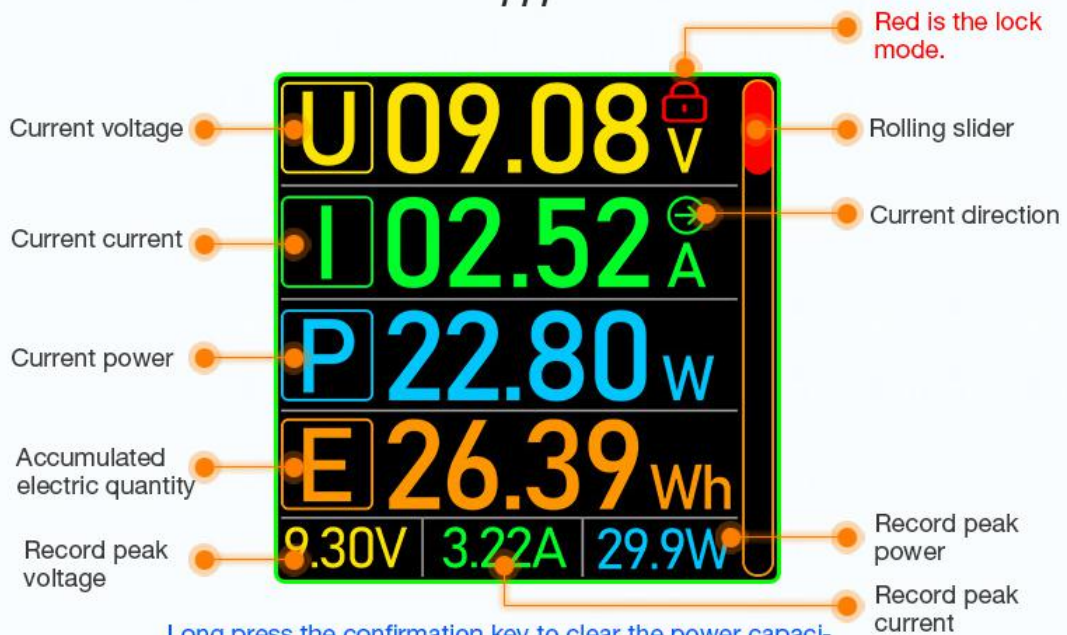 Red is the lock
mode.
Current voltage
U 09.08 V
Rolling slider
Current current
I 02.52 A
Current direction
Current power
P 22.80 W
Accumulated
electric quantity
E 26.39 Wh
Record peak
voltage
9.30V 3.22A 29.9W
Record peak
power
Record peak
current
Long press the confirmation key to clear the power capaci-